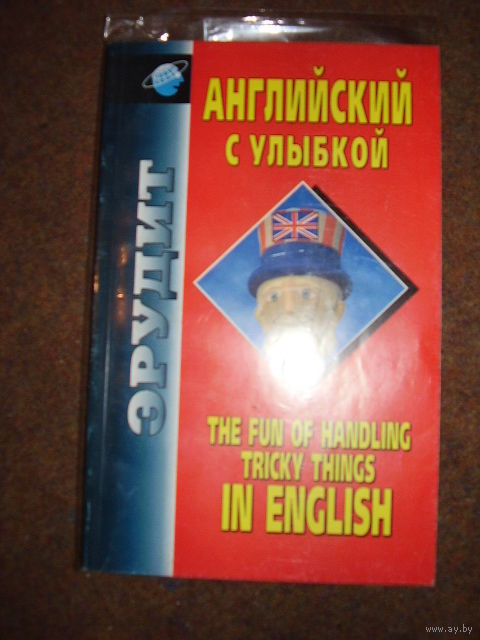 АНГЛИЙСКИЙ
С УЛЫБКОЙ
ЭРУДИТ
THE FUN OF HANDLING
TRICKY THINGS
IN ENGLISH
www.ay.by